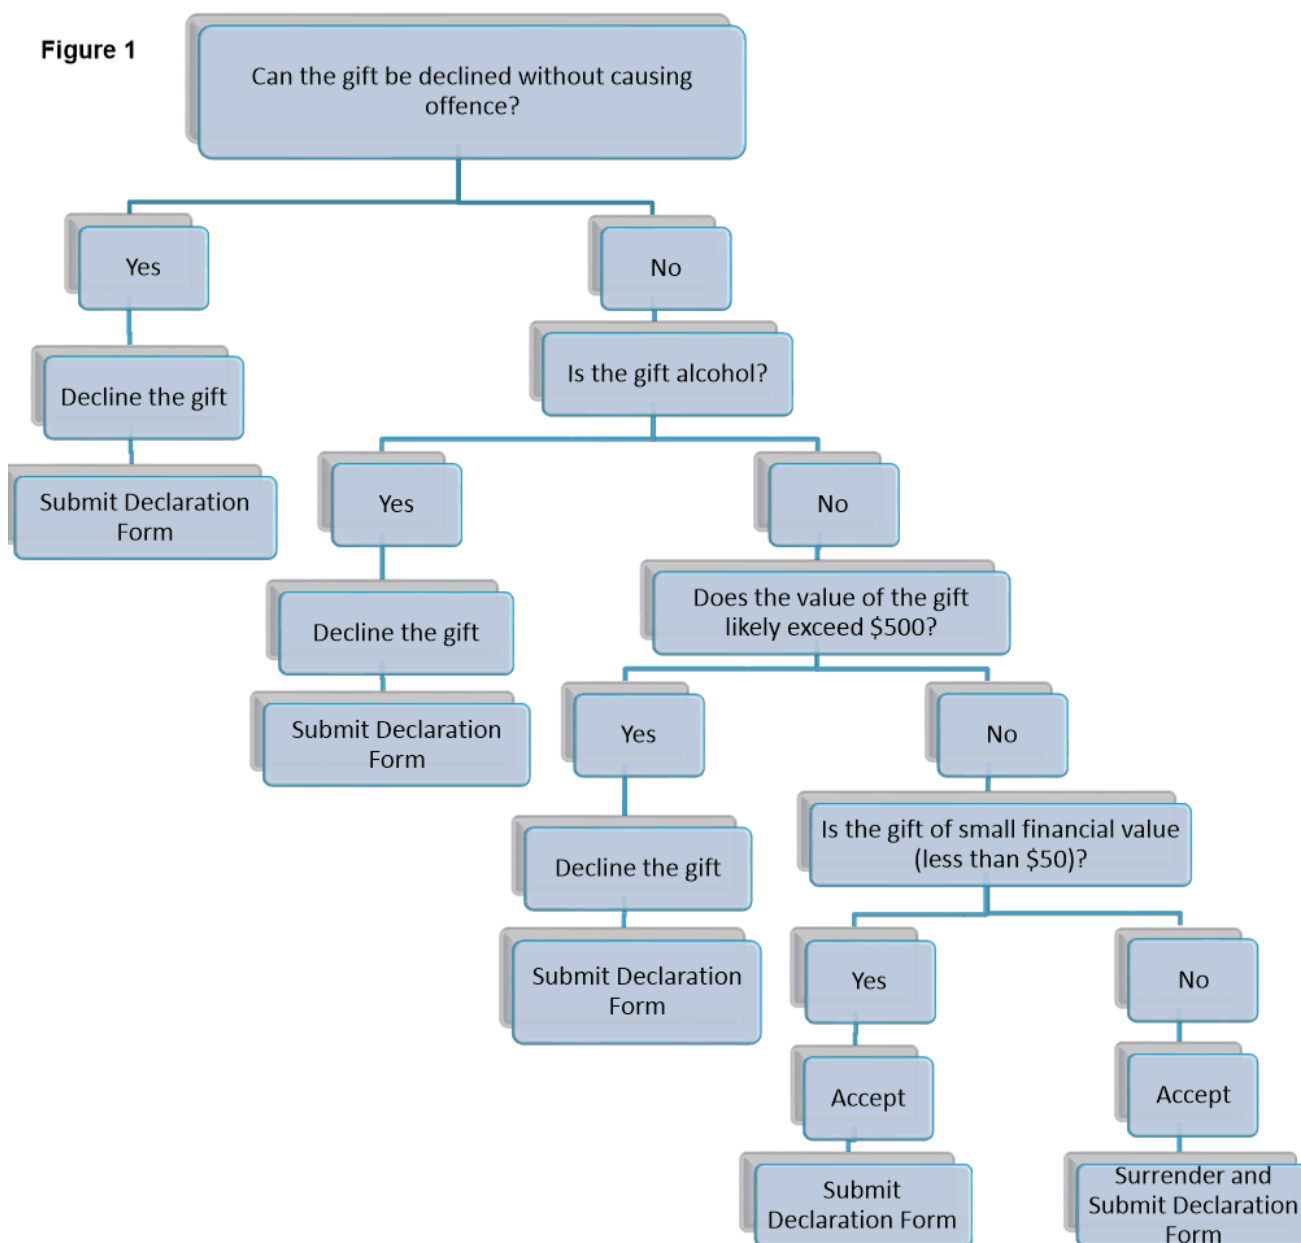 Figure 1
Can the gift be declined without causing
offence?
Yes
No
Decline the gift
Is the gift alcohol?
Submit Declaration
Form
Yes
No
Decline the gift
Does the value of the gift
likely exceed $500?
Submit Declaration
Form
Yes
No
Decline the gift
Is the gift of small financial value
(less than $50)?
Submit Declaration
Form
Yes
No
Accept
Accept
Submit
Declaration Form
Surrender and
Submit Declaration
Form